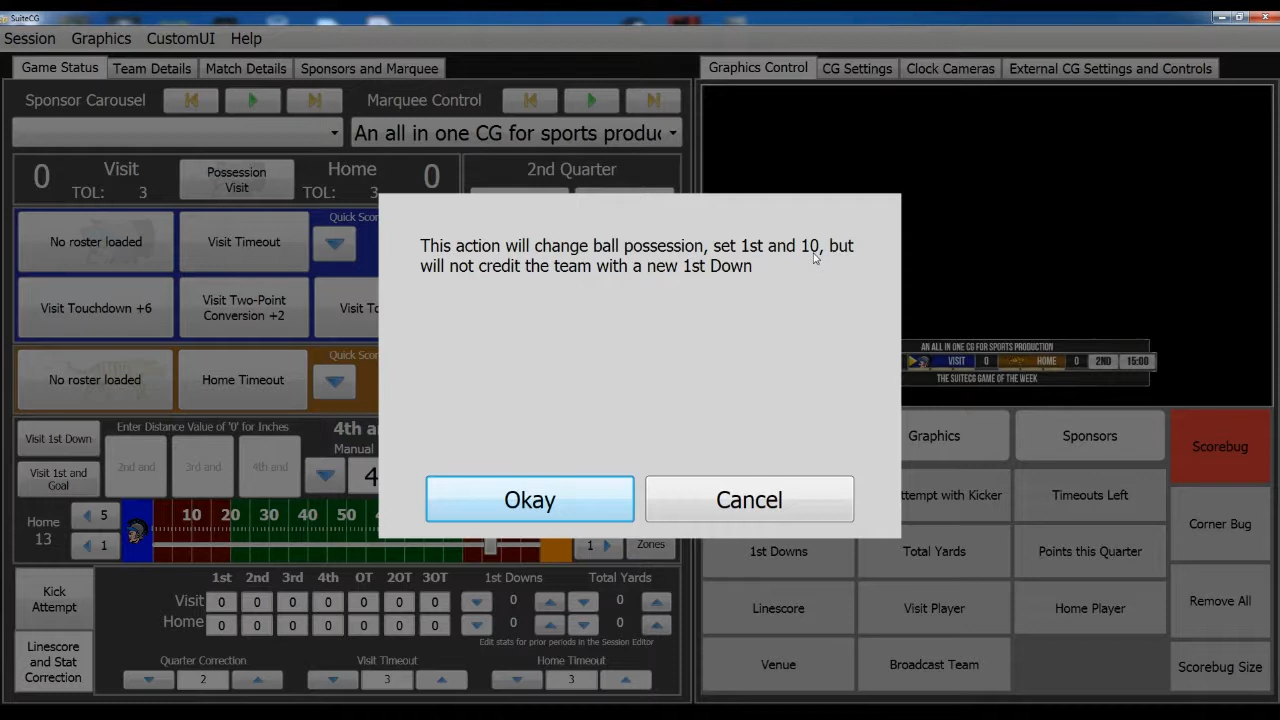 SuiteCG
Session Graphics CustomUI Help
Game Status Team Details Match Details Sponsors and Marquee
Graphics Control CG Settings Clock Cameras External CG Settings and Controls
Sponsor Carousel
Marquee Control
An all in one CG for sports
0 Visit
TOL: 3
Possession
Visit
Home 0
TOL: 3
2nd Quarter
No roster loaded
Visit Timeout
Quick
Visit Touchdown +6
Visit Two-Point
Conversion +2
Visit
No roster loaded
Home Timeout
Quick
This action will change ball possession, set 1st and 10, but
will not credit the team with a new 1st Down
Okay
Cancel
AN ALL IN ONE CG FOR SPORTS PRODUCTION
VISIT 0 HOME 0 2ND 15:00
THE SUITECG GAME OF THE WEEK
Visit 1st Down
Enter Distance Value of '0' for Inches
2nd and
3rd and
4th and
4th
Manual
4
Visit 1st and
Goal
Home
13
5
1
10 20 30 40 50
1
Zones
Graphics
Sponsors
Scorebug
with Kicker
Timeouts Left
Corner Bug
1st Downs
Total Yards
Points this Quarter
Linescore
Visit Player
Home Player
Remove All
Venue
Broadcast Team
Scorebug Size
Kick
Attempt
Linescore
and Stat
Correction
1st 2nd 3rd 4th OT 2OT 3OT 1st Downs Total Yards
Visit 0 0 0 0 0 0 0 0 0
Home 0 0 0 0 0 0 0 0 0
Edit stats for prior periods in the Session Editor
Quarter Correction
2
Visit Timeout
3
Home Timeout
3